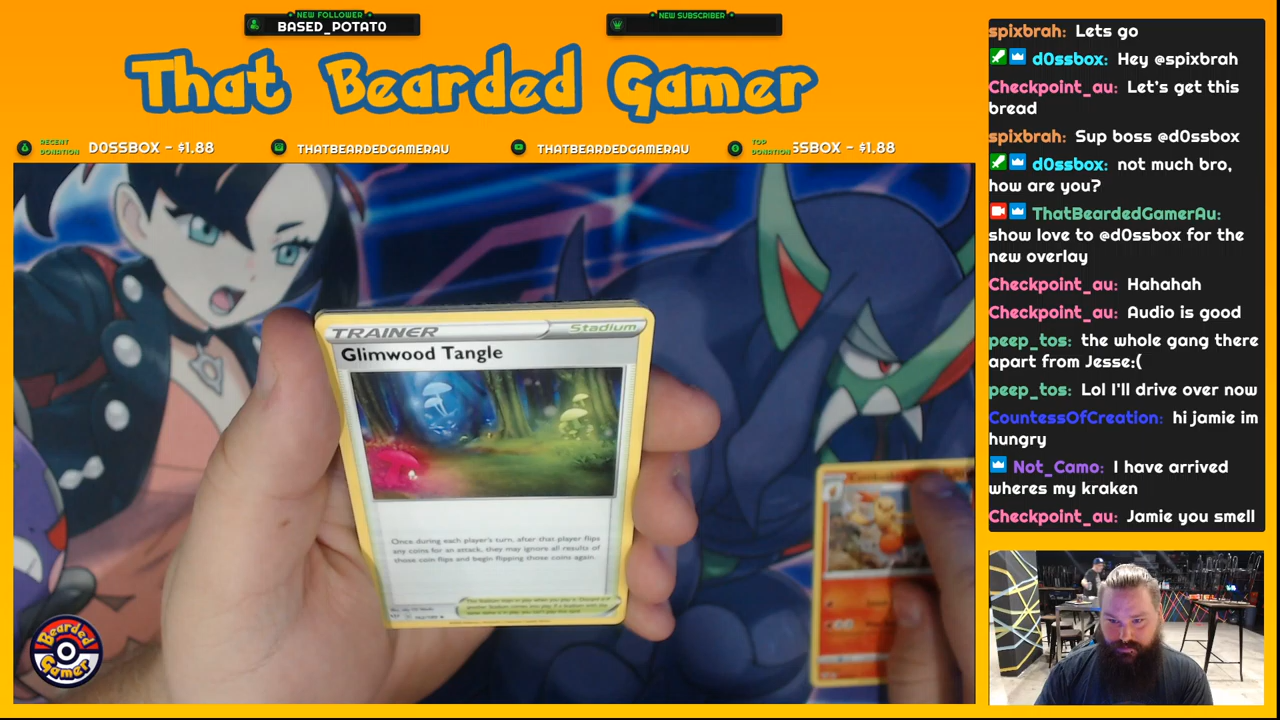 NEW FOLLOWER
BASED_POTAT0
NEW SUBSCRIBER
That Bearded Gamer
RECENT
DONATION
D0SSBOX - $1.88
THATBEARDEDGAMERAU
THATBEARDEDGAMERAU
TOP
DONATION
SSBOX - $1.88
TRAINER
Stadium
Glimwood Tangle
Once during each player's turn, after that player flips
any coins for an attack, they may ignore all results of
those coin flips and begin flipping those coins again.
Bearded
Gamer
spixbrah: Lets go
d0ssbox: Hey @spixbrah
Checkpoint_au: Let's get this
bread
spixbrah: Sup boss @d0ssbox
d0ssbox: not much bro,
how are you?
ThatBeardedGamerAu:
show love to @d0ssbox for the
new overlay
Checkpoint_au: Hahahah
Checkpoint_au: Audio is good
peep_tos: the whole gang there
apart from Jesse:(
peep_tos: Lol I'll drive over now
CountessOfCreation: hi jamie im
hungry
Not_Camo: I have arrived
wheres my kraken
Checkpoint_au: Jamie you smell